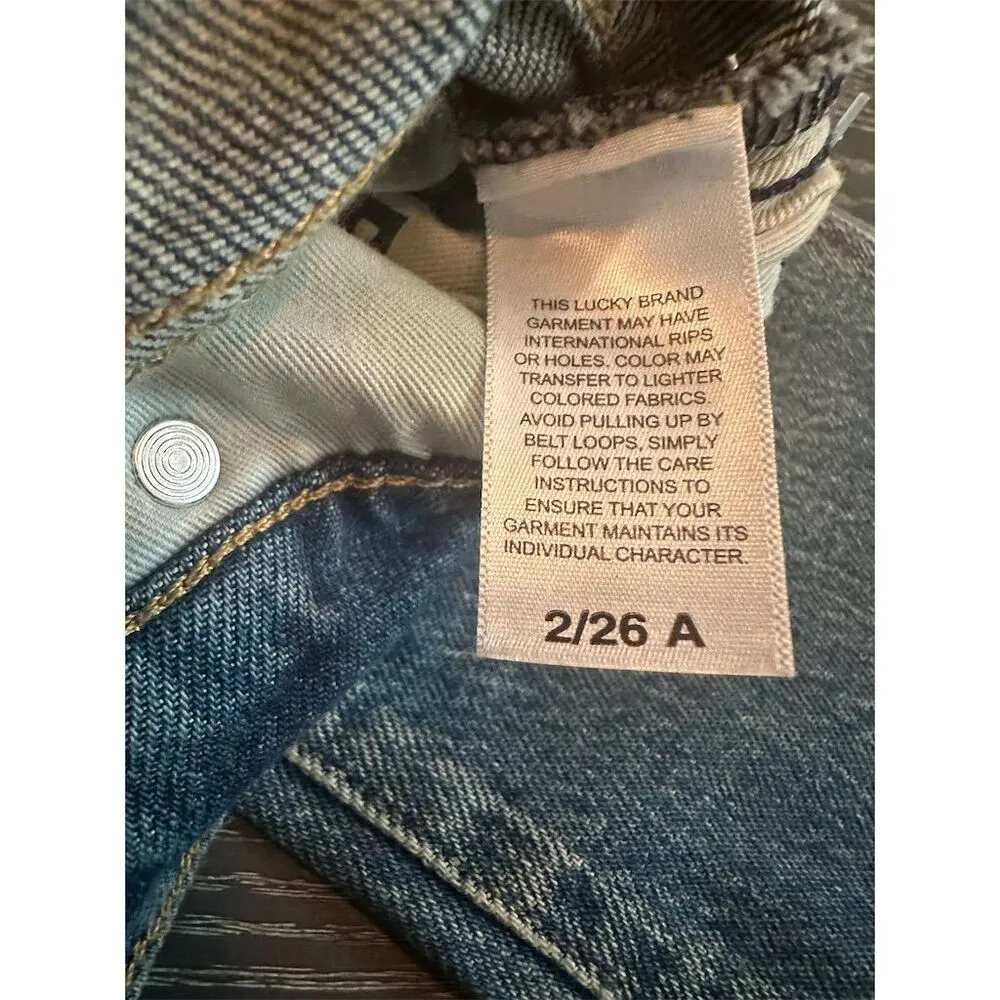 THIS LUCKY BRAND
GARMENT MAY HAVE
INTERNATIONAL RIPS
OR HOLES. COLOR MAY
TRANSFER TO LIGHTER
COLORED FABRICS.
AVOID PULLING UP BY
BELT LOOPS, SIMPLY
FOLLOW THE CARE
INSTRUCTIONS TO
ENSURE THAT YOUR
GARMENT MAINTAINS ITS
INDIVIDUAL CHARACTER.
2/26 A